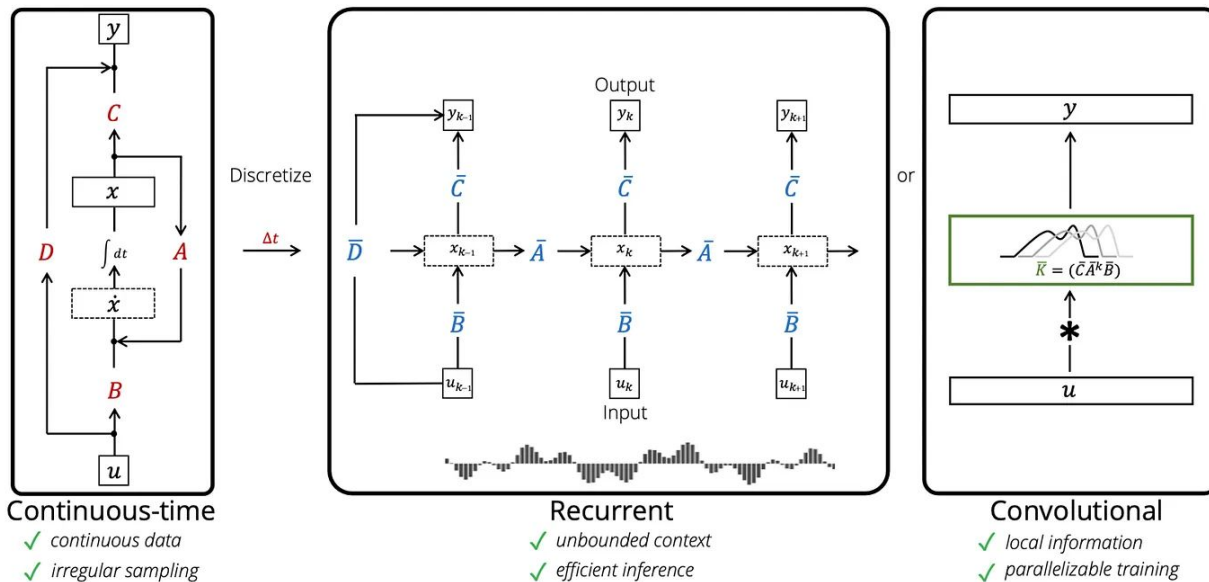 y
C
x
D
∫dt
A
ẋ
B
u
Continuous-time
✓ continuous data
✓ irregular sampling
Discretize
Δt
Output
y_{k-1} y_k y_{k+1}
C̄ C̄ C̄
D̄ x_{k-1} Ā x_k Ā x_{k+1}
B̄ B̄ B̄
u_{k-1} u_k u_{k+1}
Input
Recurrent
✓ unbounded context
✓ efficient inference
or
y
K̄ = (C̄Ā^kB̄)
*
u
Convolutional
✓ local information
✓ parallelizable training